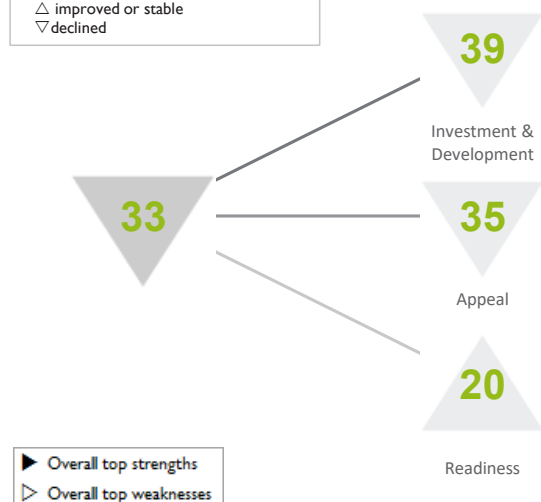 △ improved or stable
▽ declined
39
Investment &
Development
33
35
Appeal
20
Readiness
▶ Overall top strengths
▷ Overall top weaknesses